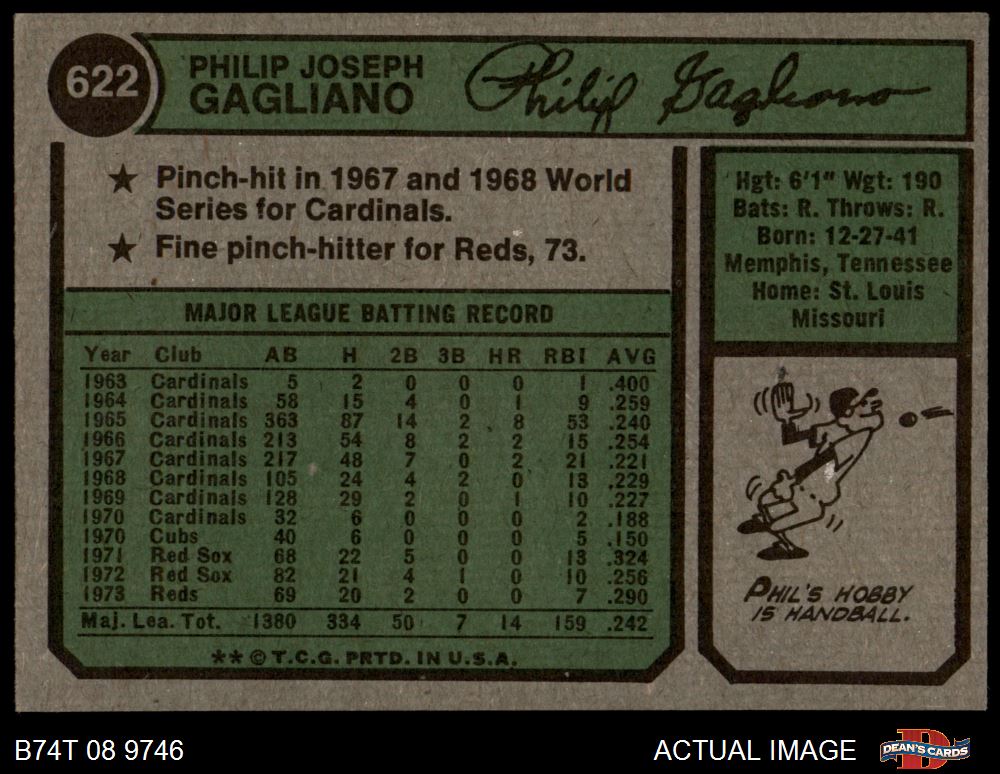 622
PHILIP JOSEPH
GAGLIANO
Philip Gagliano
★ Pinch-hit in 1967 and 1968 World
Series for Cardinals.
★ Fine pinch-hitter for Reds, 73.
Hgt: 6'1" Wgt: 190
Bats: R. Throws: R.
Born: 12-27-41
Memphis, Tennessee
Home: St. Louis
Missouri
MAJOR LEAGUE BATTING RECORD
Year Club AB H 2B 3B HR RBI AVG
1963 Cardinals 5 2 0 0 0 1 .400
1964 Cardinals 58 15 4 0 1 9 .259
1965 Cardinals 363 87 14 2 8 53 .240
1966 Cardinals 213 54 8 2 2 15 .254
1967 Cardinals 217 48 7 0 2 21 .221
1968 Cardinals 105 24 4 2 0 13 .229
1969 Cardinals 128 29 2 0 1 10 .227
1970 Cardinals 32 6 0 0 0 2 .188
1970 Cubs 40 6 0 0 0 5 .150
1971 Red Sox 68 22 5 0 0 13 .324
1972 Red Sox 82 21 4 1 0 10 .256
1973 Reds 69 20 2 0 0 7 .290
Maj. Lea. Tot. 1380 334 50 7 14 159 .242
** © T.C.G. PRTD. IN U.S.A.
PHIL'S HOBBY
IS HANDBALL.
B74T 08 9746
ACTUAL IMAGE
DEAN'S CARDS